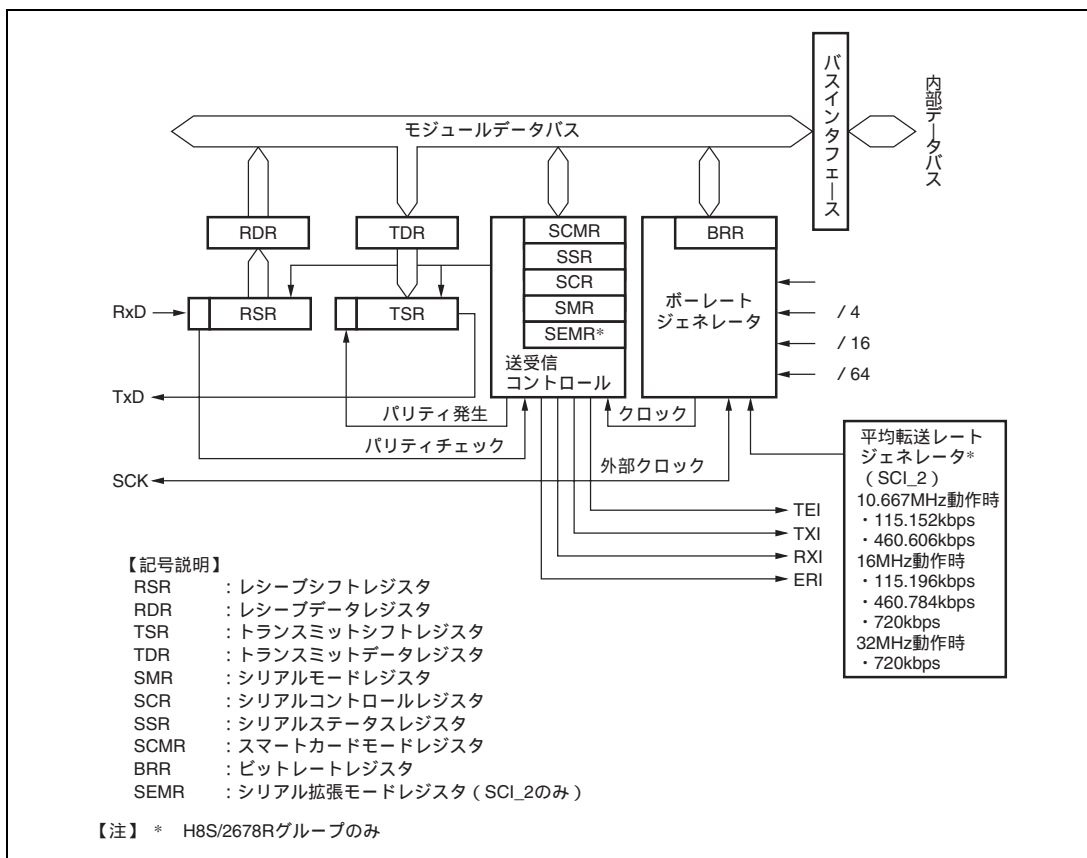 バスインタフェース
内部データバス
モジュールデータバス
RDR
TDR
SCMR
BRR
SSR
SCR
SMR
SEMR*
RxD
RSR
TSR
ボーレート
ジェネレータ
/ 4
/ 16
/ 64
送受信
コントロール
TxD
パリティ発生
クロック
パリティチェック
外部クロック
SCK
平均転送レート
ジェネレータ*
(SCI_2)
10.667MHz動作時
・115.152kbps
・460.606kbps
16MHz動作時
・115.196kbps
・460.784kbps
・720kbps
32MHz動作時
・720kbps
TEI
TXI
RXI
ERI
【記号説明】
RSR :レシーブシフトレジスタ
RDR :レシーブデータレジスタ
TSR :トランスミットシフトレジスタ
TDR :トランスミットデータレジスタ
SMR :シリアルモードレジスタ
SCR :シリアルコントロールレジスタ
SSR :シリアルステータスレジスタ
SCMR :スマートカードモードレジスタ
BRR :ビットレートレジスタ
SEMR :シリアル拡張モードレジスタ(SCI_2のみ)
【注】 * H8S/2678Rグループのみ